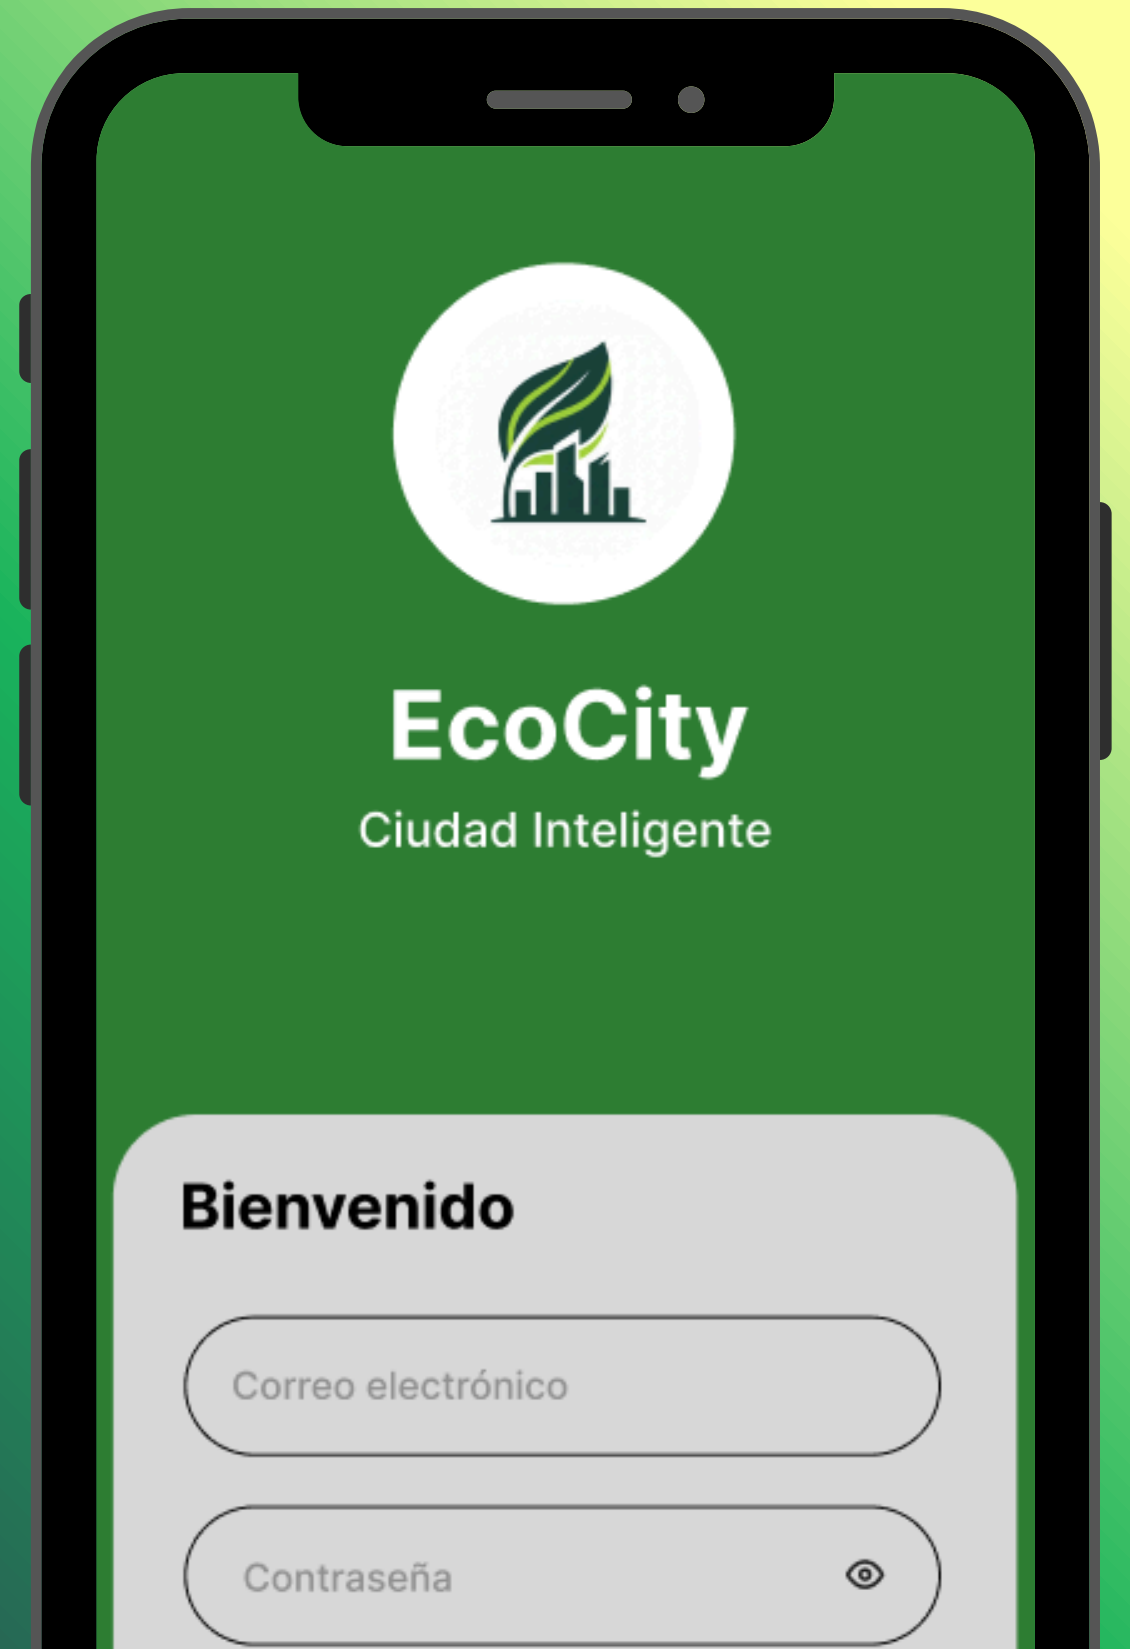 EcoCity
Ciudad Inteligente
Bienvenido
Correo electrónico
Contraseña